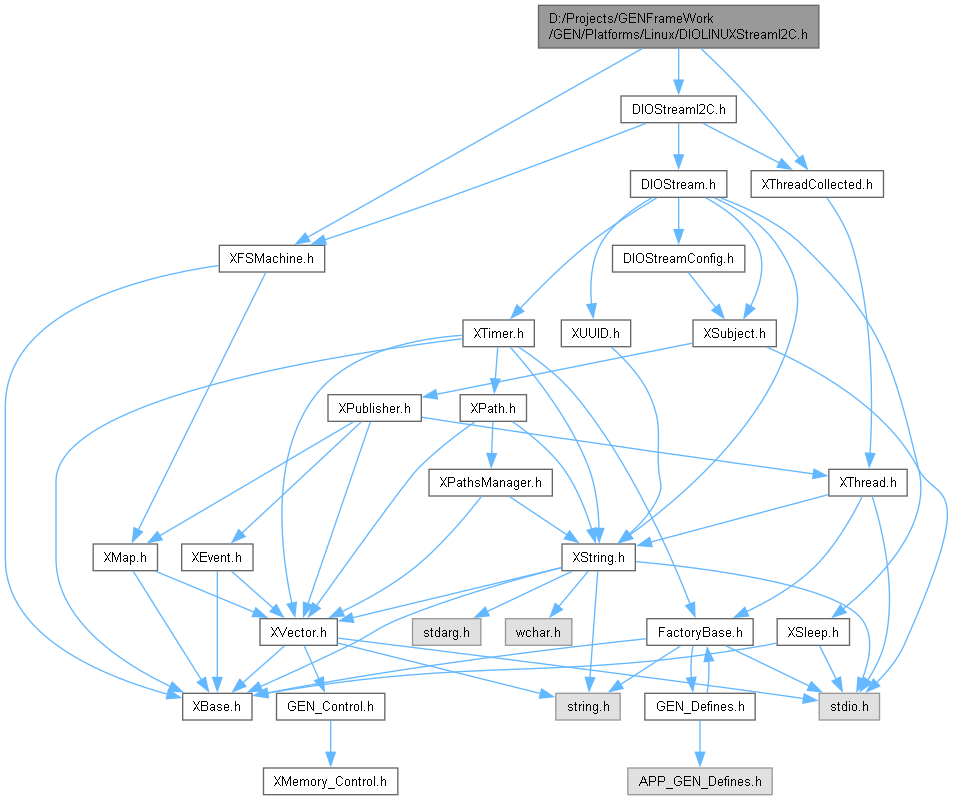 D:/Projects/GENFrameWork
/GEN/Platforms/Linux/DIOLINUXStreamI2C.h
DIOStreamI2C.h
DIOStream.h
XThreadCollected.h
XFSMachine.h
DIOStreamConfig.h
XTimer.h
XUUID.h
XSubject.h
XPublisher.h
XPath.h
XPathsManager.h
XThread.h
XMap.h
XEvent.h
XString.h
XVector.h
stdarg.h
wchar.h
FactoryBase.h
XSleep.h
XBase.h
GEN_Control.h
string.h
GEN_Defines.h
stdio.h
XMemory_Control.h
APP_GEN_Defines.h